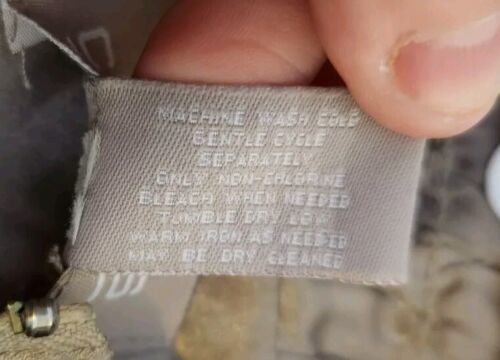 MACHINE WASH COLD
GENTLE CYCLE
SEPARATELY
ONLY NON-CHLORINE
BLEACH WHEN NEEDED
TUMBLE DRY LOW
WARM IRON AS NEEDED
MAY BE DRY CLEANED